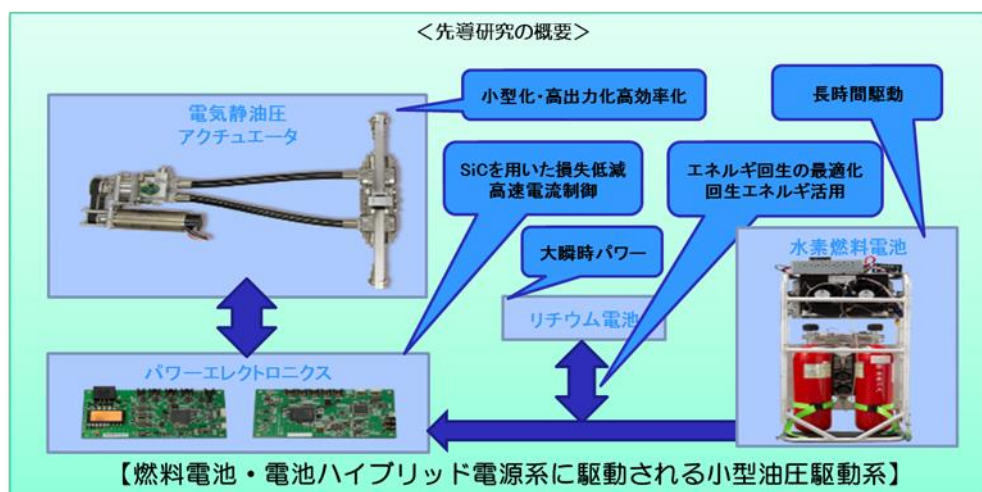 ＜先導研究の概要＞
電気静油圧
アクチュエータ
小型化・高出力化高効率化
長時間駆動
SiCを用いた損失低減
高速電流制御
エネルギ回生の最適化
回生エネルギ活用
大瞬時パワー
水素燃料電池
リチウム電池
パワーエレクトロニクス
【燃料電池・電池ハイブリッド電源系に駆動される小型油圧駆動系】